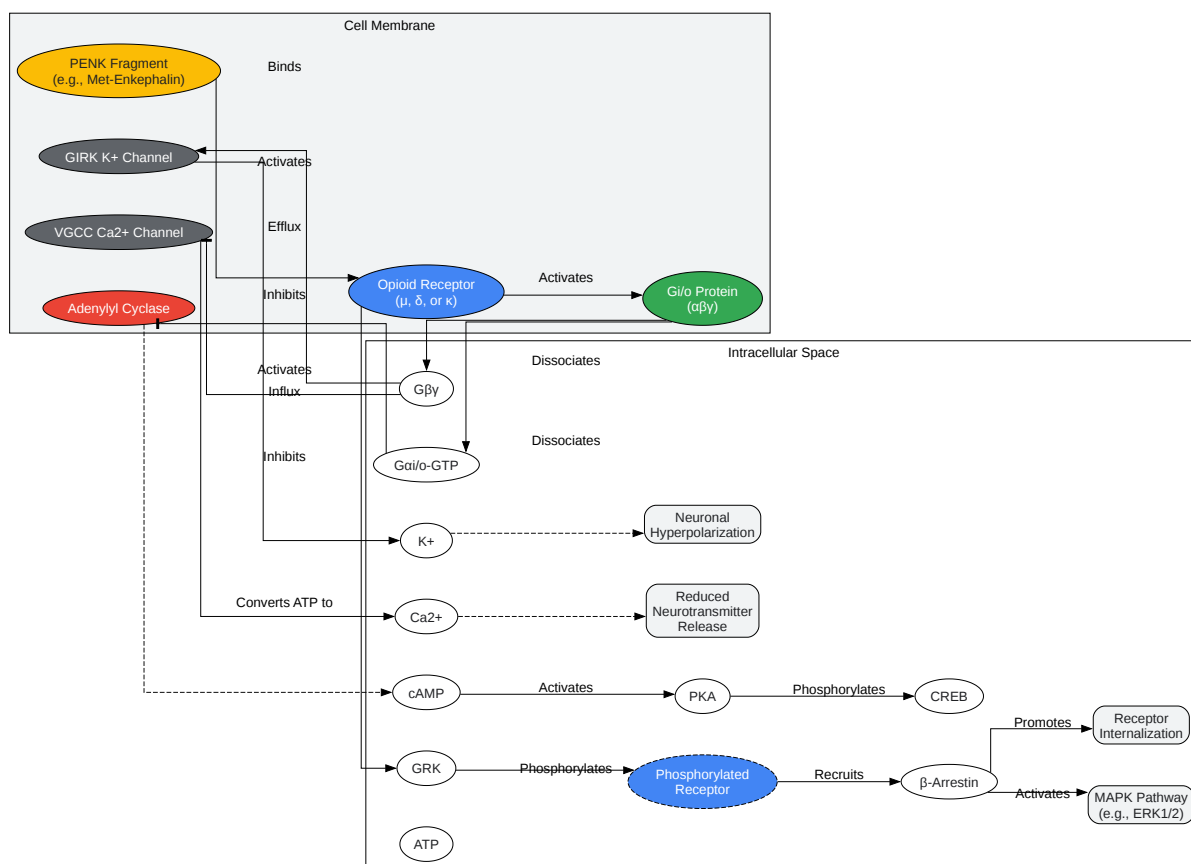 Cell Membrane
PENK Fragment
(e.g., Met-Enkephalin)
Binds
GIRK K+ Channel
Activates
VGCC Ca2+ Channel
Efflux
Adenylyl Cyclase
Inhibits
Opioid Receptor
(μ, δ, or κ)
Activates
Gi/o Protein
(αβγ)
Intracellular Space
Dissociates
Activates
Influx
Gβγ
Dissociates
Inhibits
Gαi/o-GTP
K+
Neuronal
Hyperpolarization
Converts ATP to
Ca2+
Reduced
Neurotransmitter
Release
cAMP
Activates
PKA
Phosphorylates
CREB
GRK
Phosphorylates
Phosphorylated
Receptor
Recruits
β-Arrestin
Promotes
Receptor
Internalization
Activates
MAPK Pathway
(e.g., ERK1/2)
ATP